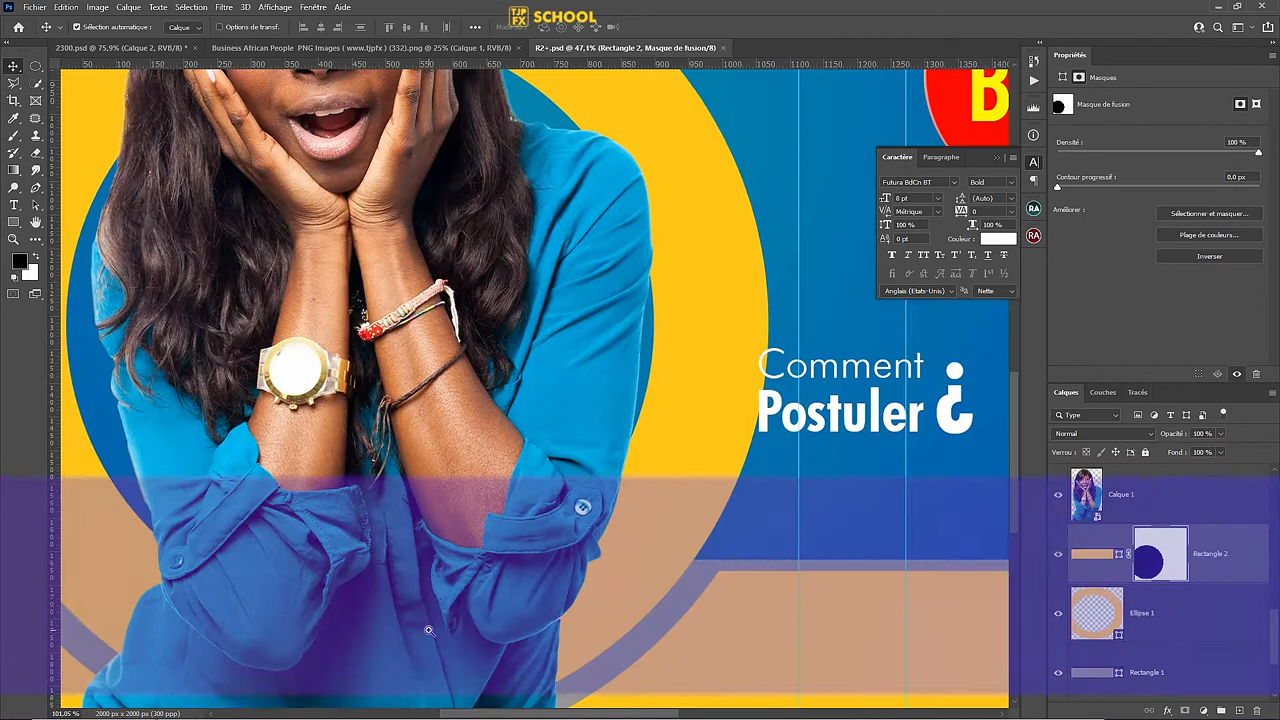 Fichier Edition Image Calque Texte Sélection Filtre 3D Affichage Fenêtre Aide
TJP FX SCHOOL
Sélection automatique : Calque Options de transf.
2300.psd @ 75,9% (Calque 2, RVB/8) * Business African People PNG Images ( www.tjpfx ) (332).png @ 25% (Calque 1, RVB/8) R2+.psd @ 47,1% (Rectangle 2, Masque de fusion/8)
Propriétés
Masques
Masque de fusion
Densité : 100 %
Contour progressif : 0,0 px
Améliorer : Sélectionner et masquer...
Plage de couleurs...
Inverser
B
Caractère Paragraphe
Futura BdCn BT Bold
8 pt (Auto)
Métrique 0
100 % 100 %
0 pt Couleur :
Anglais (Etats-Unis) Nette
RA
RA
Comment
Postuler ¿
Calques Couches Tracés
Type
Normal Opacité : 100 %
Verrou : Fond : 100 %
Calque 1
Rectangle 2
Ellipse 1
Rectangle 1
101,05 % 2000 px x 2000 px (300 ppp)